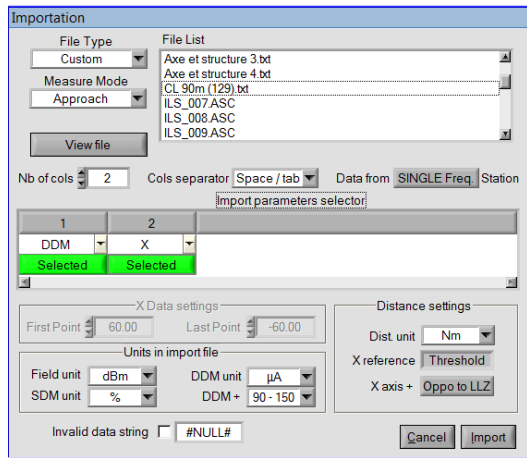 Importation
File Type
File List
Custom
Axe et structure 3.txt
Axe et structure 4.txt
Measure Mode
CL 90m (129).txt
Approach
ILS_007.ASC
ILS_008.ASC
View file
ILS_009.ASC
Nb of cols 2 Cols separator Space / tab Data from SINGLE Freq. Station
Import parameters selector
1 2
DDM X
Selected Selected
X Data settings
First Point 60.00 Last Point -60.00
Distance settings
Dist. unit Nm
X reference Threshold
X axis + Oppo to LLZ
Units in import file
Field unit dBm DDM unit µA
SDM unit % DDM + 90 - 150
Invalid data string #NULL#
Cancel Import